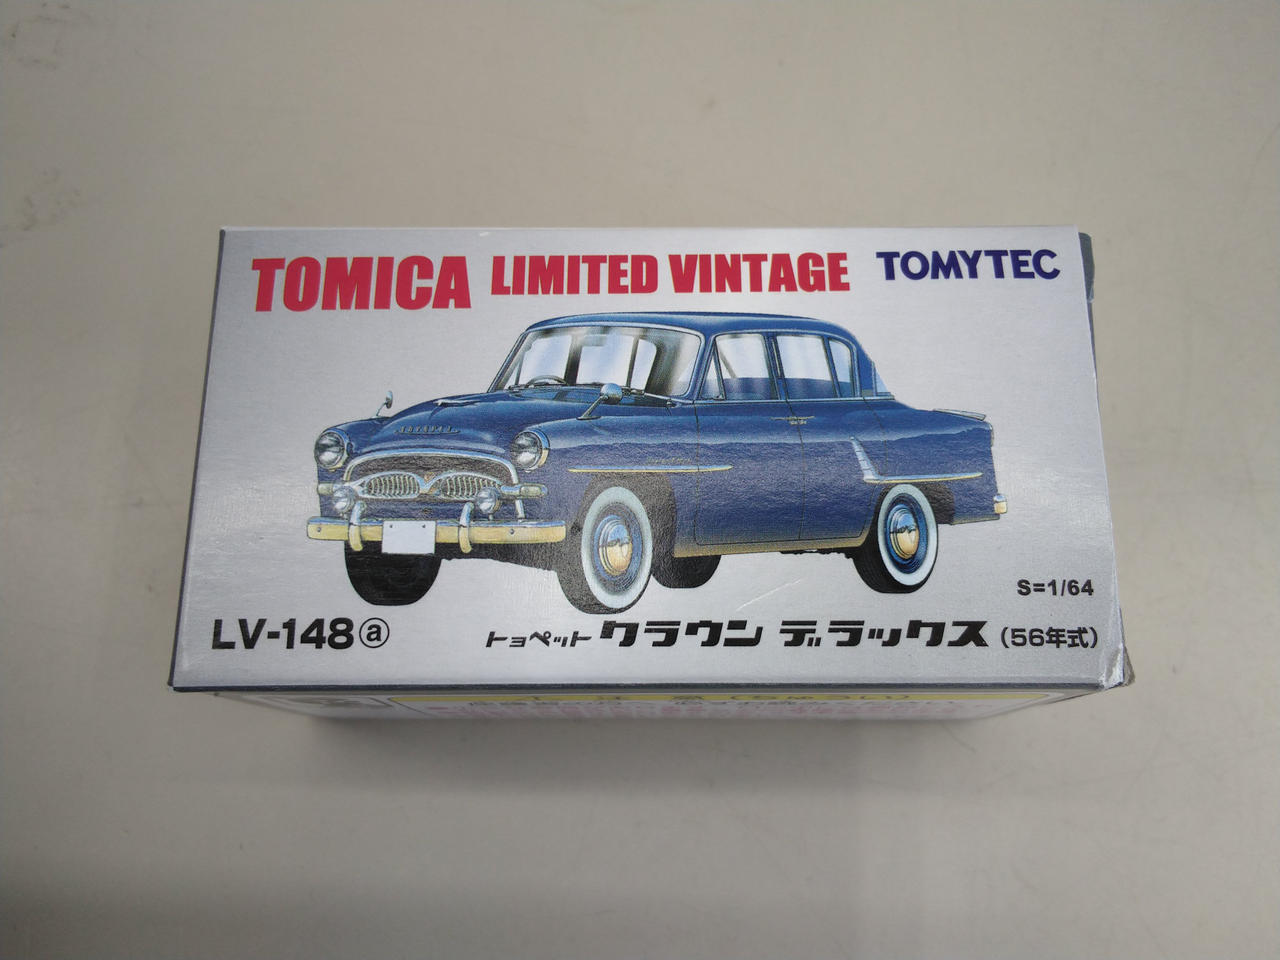 TOMICA LIMITED VINTAGE TOMYTEC
S=1/64
LV-148ⓐ トヨペット クラウン デラックス (56年式)